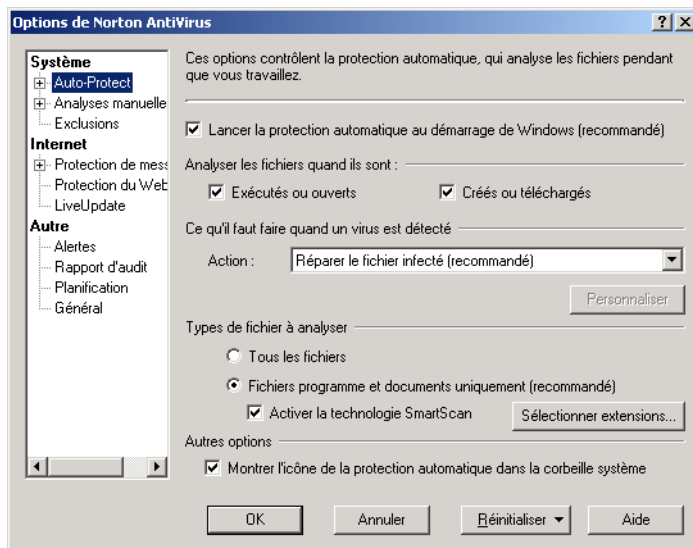 Options de Norton AntiVirus
Système
Auto-Protect
Analyses manuelle
Exclusions
Internet
Protection de mess
Protection du Web
LiveUpdate
Autre
Alertes
Rapport d'audit
Planification
Général
Ces options contrôlent la protection automatique, qui analyse les fichiers pendant
que vous travaillez.
Lancer la protection automatique au démarrage de Windows (recommandé)
Analyser les fichiers quand ils sont :
Exécutés ou ouverts
Créés ou téléchargés
Ce qu'il faut faire quand un virus est détecté
Action :
Réparer le fichier infecté (recommandé)
Personnaliser
Types de fichier à analyser
Tous les fichiers
Fichiers programme et documents uniquement (recommandé)
Activer la technologie SmartScan
Sélectionner extensions...
Autres options
Montrer l'icône de la protection automatique dans la corbeille système
OK
Annuler
Réinitialiser
Aide